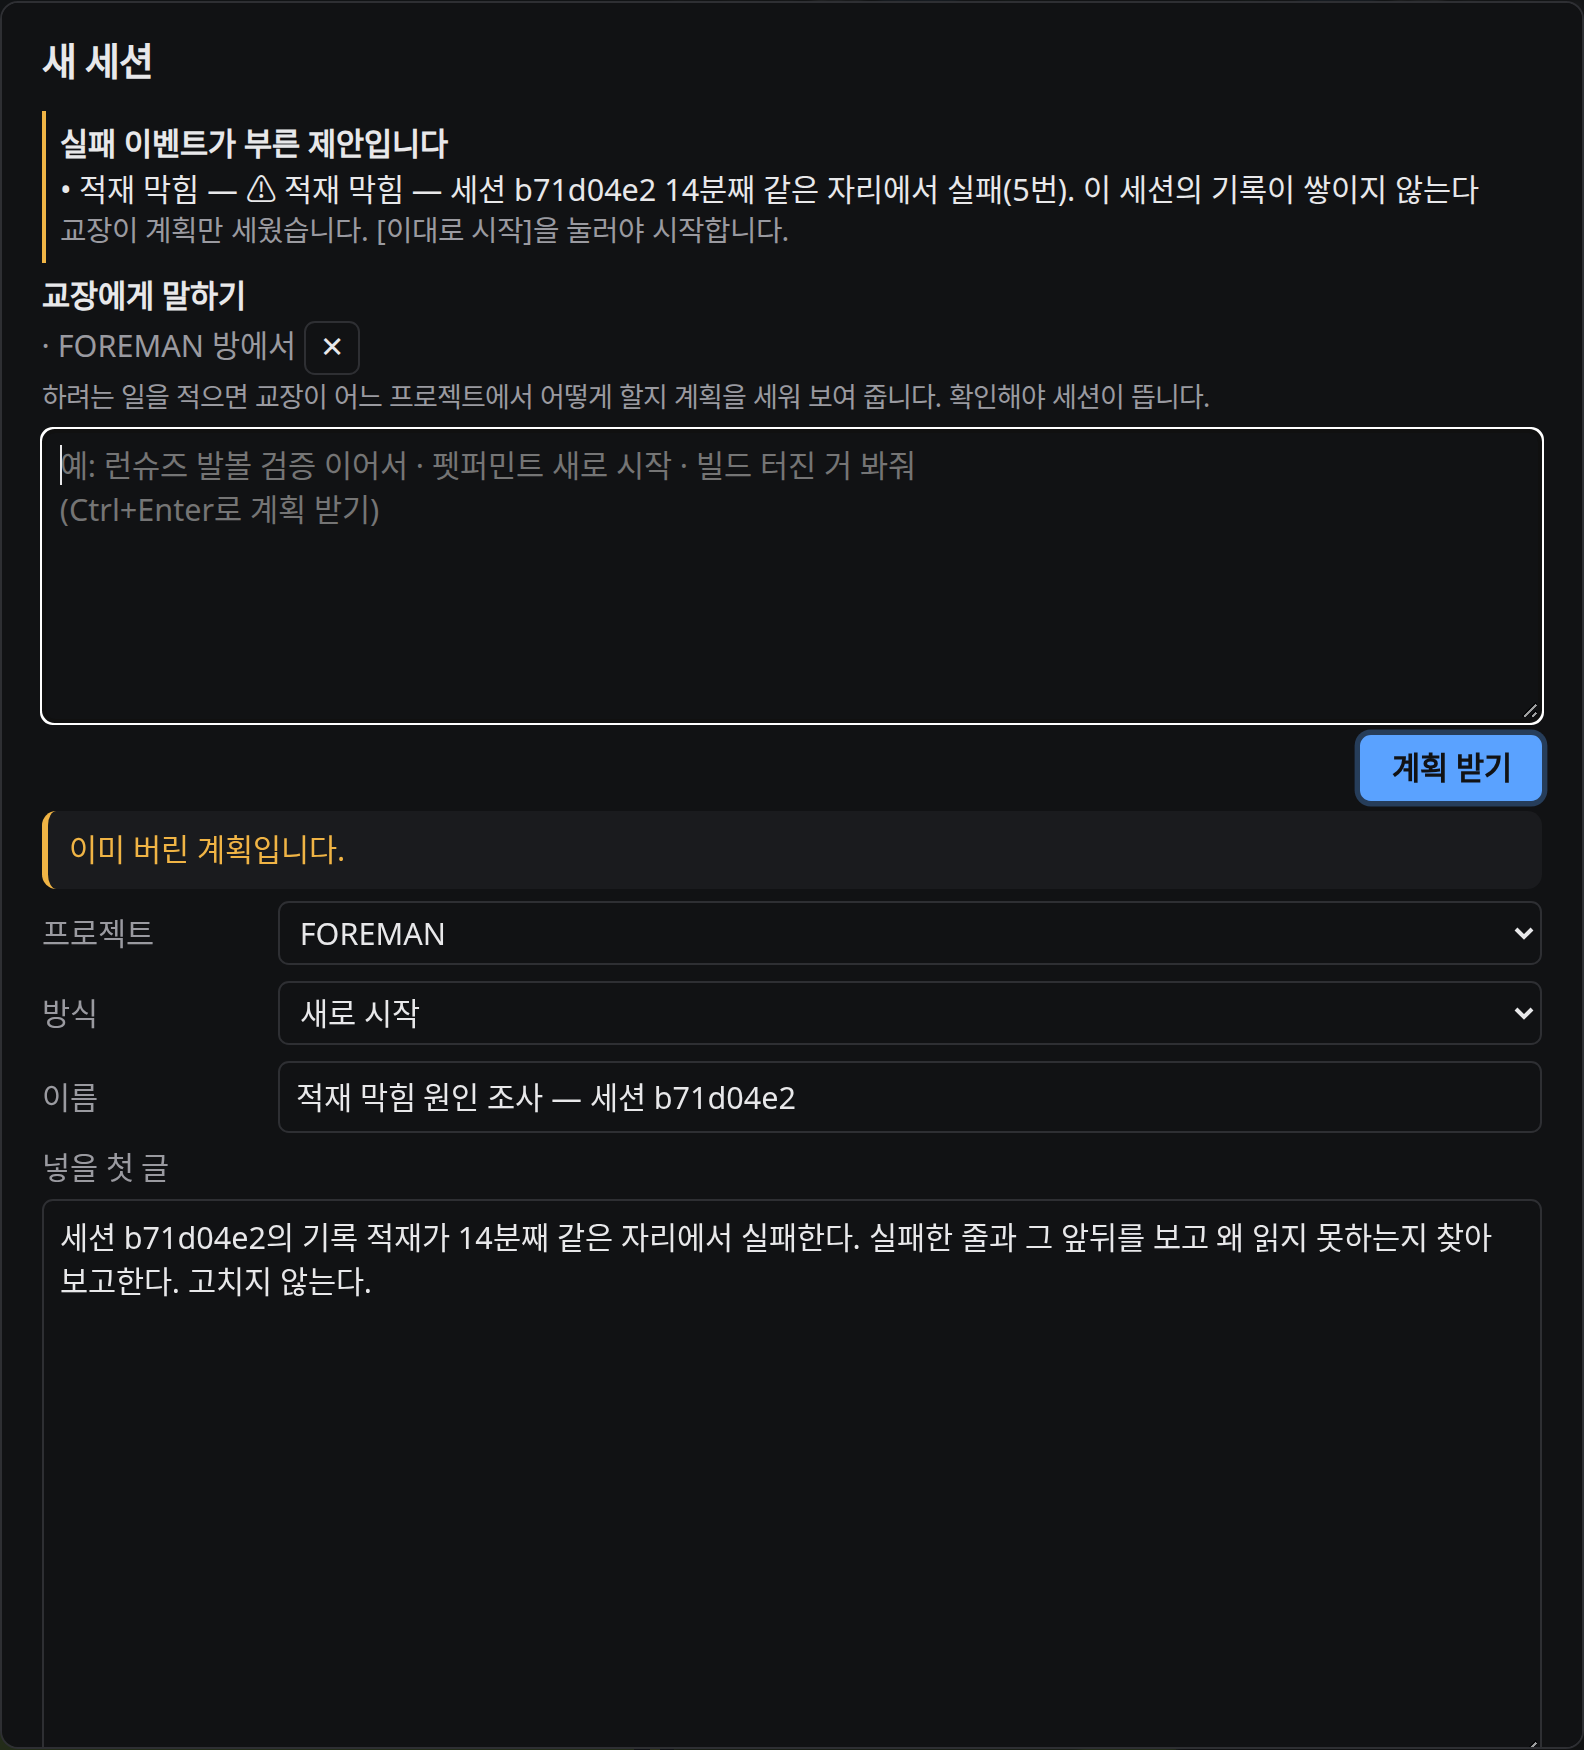 새 세션
실패 이벤트가 부른 제안입니다
• 적재 막힘 — ⚠ 적재 막힘 — 세션 b71d04e2 14분째 같은 자리에서 실패(5번). 이 세션의 기록이 쌓이지 않는다
교장이 계획만 세웠습니다. [이대로 시작]을 눌러야 시작합니다.
교장에게 말하기
· FOREMAN 방에서 ✕
하려는 일을 적으면 교장이 어느 프로젝트에서 어떻게 할지 계획을 세워 보여 줍니다. 확인해야 세션이 뜹니다.
예: 런슈즈 발볼 검증 이어서 · 펫퍼민트 새로 시작 · 빌드 터진 거 봐줘
(Ctrl+Enter로 계획 받기)
계획 받기
이미 버린 계획입니다.
프로젝트 FOREMAN
방식 새로 시작
이름 적재 막힘 원인 조사 — 세션 b71d04e2
넣을 첫 글
세션 b71d04e2의 기록 적재가 14분째 같은 자리에서 실패한다. 실패한 줄과 그 앞뒤를 보고 왜 읽지 못하는지 찾아
보고한다. 고치지 않는다.